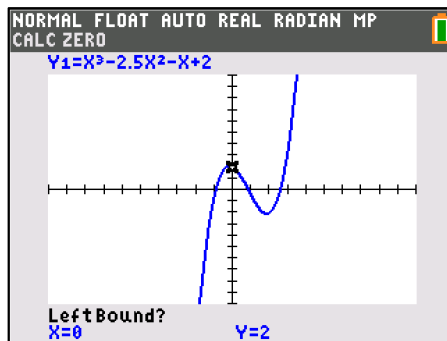 NORMAL FLOAT AUTO REAL RADIAN MP
CALC ZERO
Y₁=X³-2.5X²-X+2
LeftBound?
X=0 Y=2